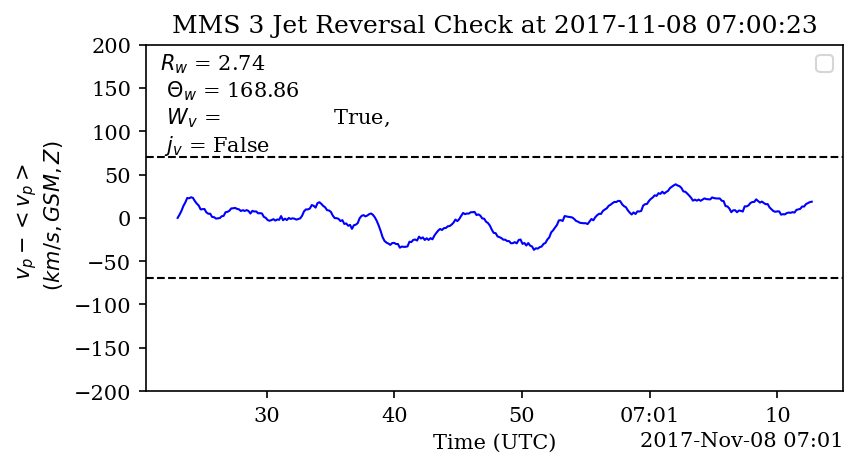 MMS 3 Jet Reversal Check at 2017-11-08 07:00:23
R_w = 2.74
Θ_w = 168.86
W_v = True,
j_v = False
v_p − < v_p >
(km/s, GSM, Z)
200
150
100
50
0
−50
−100
−150
−200
30 40 50 07:01 10
Time (UTC)
2017-Nov-08 07:01